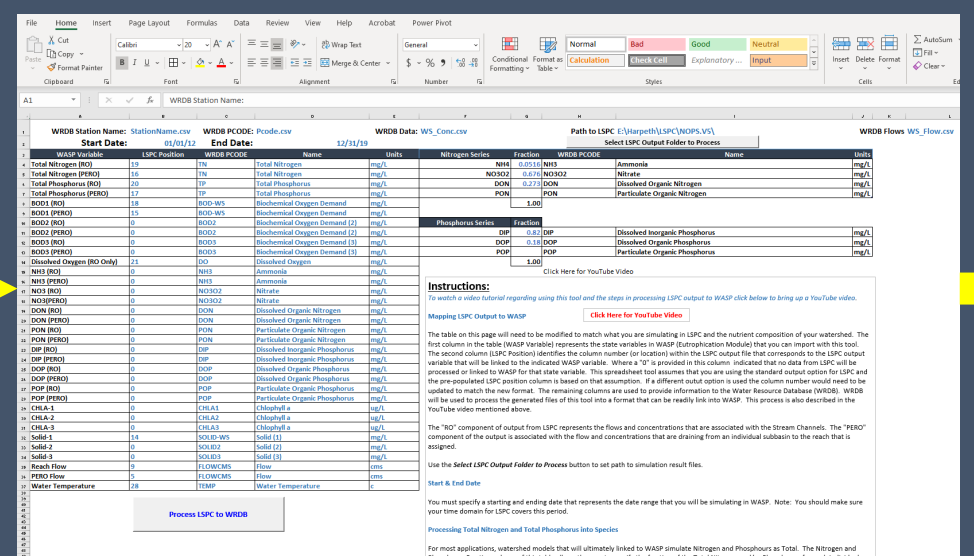 File Home Insert Page Layout Formulas Data Review View Help Acrobat Power Pivot
Paste
Cut
Copy
Format Painter
Clipboard
Calibri 20 A^ A˅
B I U A
Font
Wrap Text
Merge & Center
Alignment
General
$ % 9
Number
Conditional Formatting
Format as Table
Normal Bad Good Neutral
Calculation Check Cell Explanatory ... Input
Styles
Insert Delete Format
Cells
AutoSum
Fill
Clear
A1 fx WRDB Station Name:
WRDB Station Name: StationName.csv WRDB PCODE: Pcode.csv WRDB Data: WS_Conc.csv Path to LSPC E:\Harpeth\LSPC\NOPS.VS\ WRDB Flows WS_Flow.csv
Start Date: 01/01/12 End Date: 12/31/19 Select LSPC Output Folder to Process
WASP Variable LSPC Position WRDB PCODE Name Units
Total Nitrogen (RO) 19 TN Total Nitrogen mg/L
Total Nitrogen (PERO) 16 TN Total Nitrogen mg/L
Total Phosphorus (RO) 20 TP Total Phosphorus mg/L
Total Phosphorus (PERO) 17 TP Total Phosphorus mg/L
BOD1 (RO) 18 BOD-WS Biochemical Oxygen Demand mg/L
BOD1 (PERO) 15 BOD-WS Biochemical Oxygen Demand mg/L
BOD2 (RO) 0 BOD2 Biochemical Oxygen Demand (2) mg/L
BOD2 (PERO) 0 BOD2 Biochemical Oxygen Demand (2) mg/L
BOD3 (RO) 0 BOD3 Biochemical Oxygen Demand (3) mg/L
BOD3 (PERO) 0 BOD3 Biochemical Oxygen Demand (3) mg/L
Dissolved Oxygen (RO Only) 21 DO Dissolved Oxygen mg/L
NH3 (RO) 0 NH3 Ammonia mg/L
NH3 (PERO) 0 NH3 Ammonia mg/L
NO3 (RO) 0 NO3O2 Nitrate mg/L
NO3(PERO) 0 NO3O2 Nitrate mg/L
DON (RO) 0 DON Dissolved Organic Nitrogen mg/L
DON (PERO) 0 DON Dissolved Organic Nitrogen mg/L
PON (RO) 0 PON Particulate Organic Nitrogen mg/L
PON (PERO) 0 PON Particulate Organic Nitrogen mg/L
DIP (RO) 0 DIP Dissolved Inorganic Phosphorus mg/L
DIP (PERO) 0 DIP Dissolved Inorganic Phosphorus mg/L
DOP (RO) 0 DOP Dissolved Organic Phosphorus mg/L
DOP (PERO) 0 DOP Dissolved Organic Phosphorus mg/L
POP (RO) 0 POP Particulate Organic Phosphorus mg/L
POP (PERO) 0 POP Particulate Organic Phosphorus mg/L
CHLA-1 0 CHLA1 Chlophyll a ug/L
CHLA-2 0 CHLA2 Chlophyll a ug/L
CHLA-3 0 CHLA3 Chlophyll a ug/L
Solid-1 14 SOLID-WS Solid (1) mg/L
Solid-2 0 SOLID2 Solid (2) mg/L
Solid-3 0 SOLID3 Solid (3) mg/L
Reach Flow 9 FLOWCMS Flow cms
PERO Flow 5 FLOWCMS Flow cms
Water Temperature 28 TEMP Water Temperature c
Process LSPC to WRDB
Nitrogen Series Fraction WRDB PCODE Name Units
NH4 0.0516 NH3 Ammonia mg/L
NO3O2 0.676 NO3O2 Nitrate mg/L
DON 0.273 DON Dissolved Organic Nitrogen mg/L
PON PON Particulate Organic Nitrogen mg/L
1.00
Phosphorus Series Fraction
DIP 0.82 DIP Dissolved Inorganic Phosphorus mg/L
DOP 0.18 DOP Dissolved Organic Phosphorus mg/L
POP POP Particulate Organic Phosphorus mg/L
1.00
Click Here for YouTube Video
Instructions:
To watch a video tutorial regarding using this tool and the steps in processing LSPC output to WASP click below to bring up a YouTube video.
Mapping LSPC Output to WASP
Click Here for YouTube Video
The table on this page will need to be modified to match what you are simulating in LSPC and the nutrient composition of your watershed. The
first column in the table (WASP Variable) represents the state variables in WASP (Eutrophication Module) that you can import with this tool.
The second column (LSPC Position) identifies the column number (or location) within the LSPC output file that corresponds to the LSPC output
variable that will be linked to the indicated WASP variable. Where a "0" is provided in this column indicated that no data from LSPC will be
processed or linked to WASP for that state variable. This spreadsheet tool assumes that you are using the standard output option for LSPC and
the pre-populated LSPC position column is based on that assumption. If a different outut option is used the column number would need to be
updated to match the new format. The remaining columns are used to provide information to the Water Resource Database (WRDB). WRDB
will be used to process the generated files of this tool into a format that can be readily link into WASP. This process is also described in the
YouTube video mentioned above.
The "RO" component of output from LSPC represents the flows and concentrations that are associated with the Stream Channels. The "PERO"
component of the output is associated with the flow and concentrations that are draining from an individual subbasin to the reach that is
assigned.
Use the Select LSPC Output Folder to Process button to set path to simulation result files.
Start & End Date
You must specify a starting and ending date that represents the date range that you will be simulating in WASP. Note: You should make sure
your time domain for LSPC covers this period.
Processing Total Nitrogen and Total Phosphorus into Species
For most applications, watershed models that will ultimately linked to WASP simulate Nitrogen and Phosphours as Total. The Nitrogen and